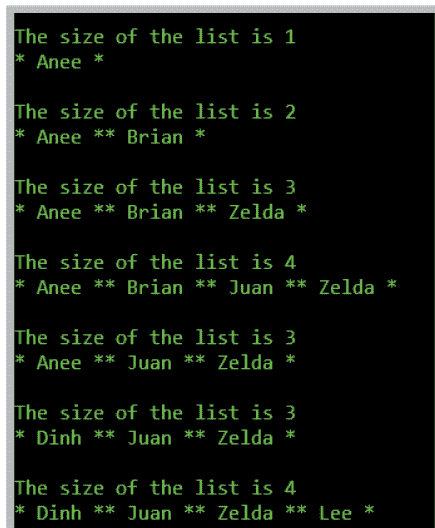 The size of the list is 1
* Anee *
The size of the list is 2
* Anee ** Brian *
The size of the list is 3
* Anee ** Brian ** Zelda *
The size of the list is 4
* Anee ** Brian ** Juan ** Zelda *
The size of the list is 3
* Anee ** Juan ** Zelda *
The size of the list is 3
* Dinh ** Juan ** Zelda *
The size of the list is 4
* Dinh ** Juan ** Zelda ** Lee *